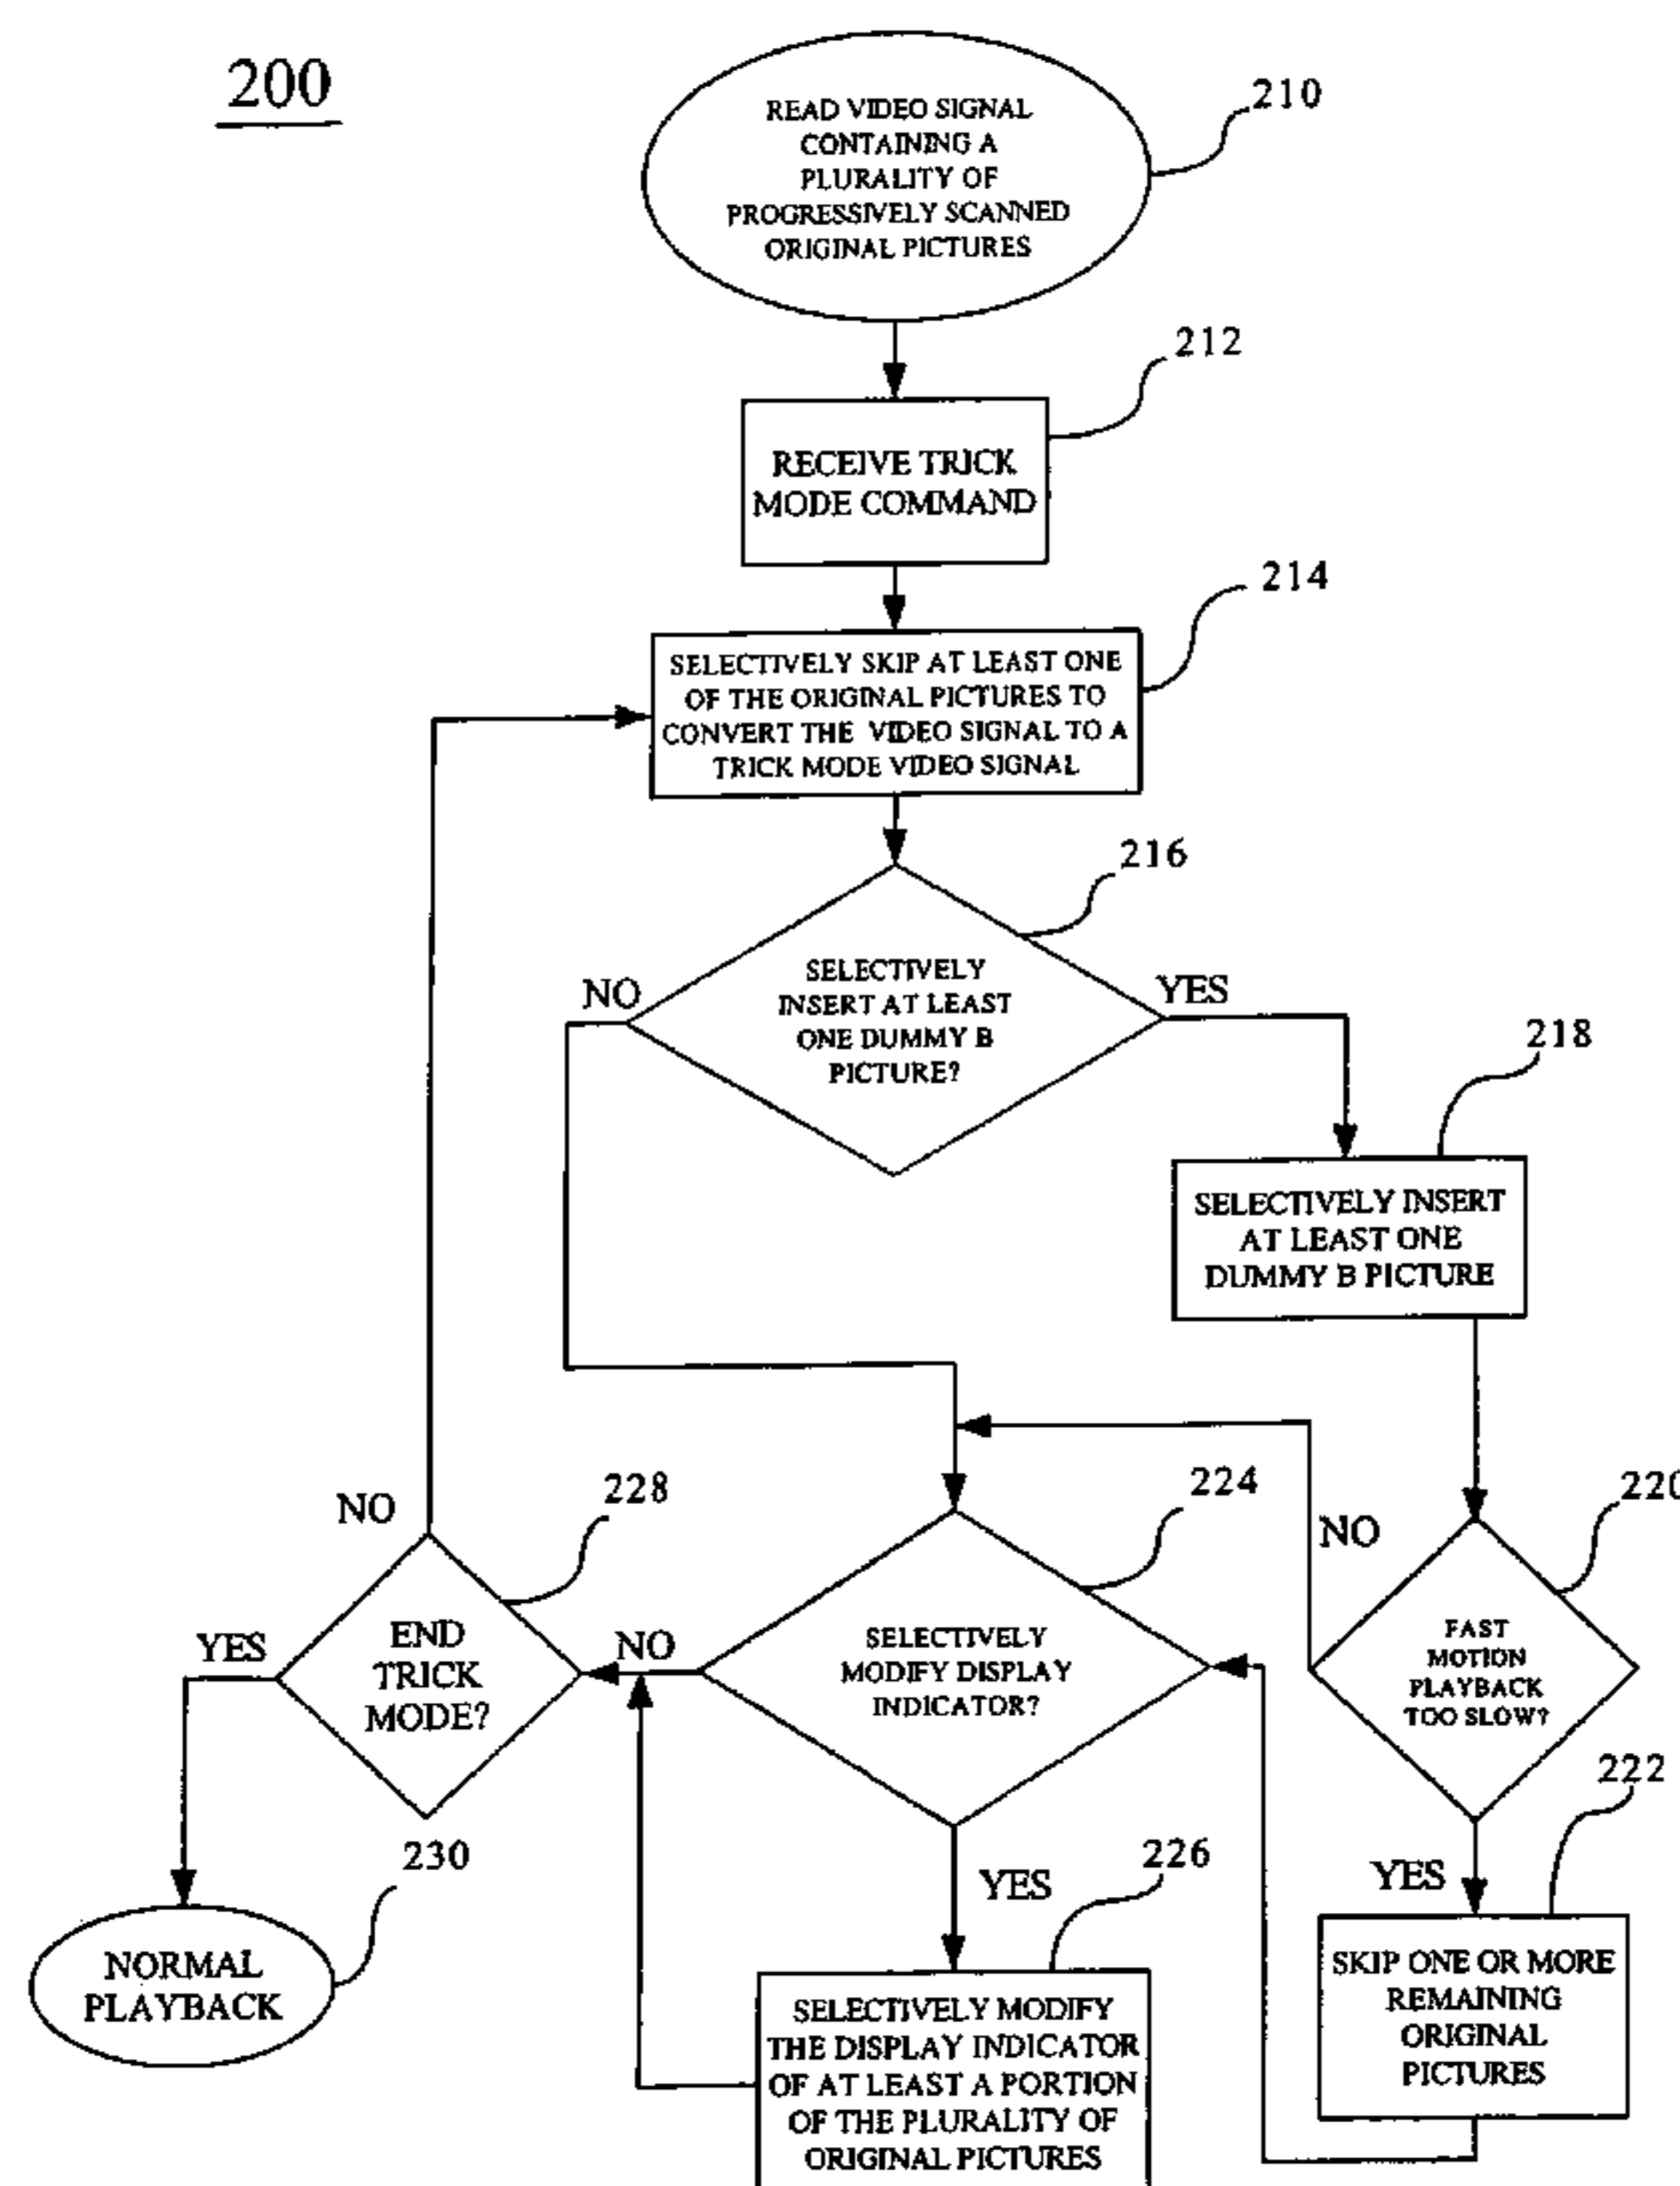 200
READ VIDEO SIGNAL
CONTAINING A
PLURALITY OF
PROGRESSIVELY SCANNED
ORIGINAL PICTURES
210
212
RECEIVE TRICK
MODE COMMAND
214
SELECTIVELY SKIP AT LEAST ONE
OF THE ORIGINAL PICTURES TO
CONVERT THE VIDEO SIGNAL TO A
TRICK MODE VIDEO SIGNAL
216
SELECTIVELY
INSERT AT LEAST
ONE DUMMY B
PICTURE?
NO
YES
218
SELECTIVELY INSERT
AT LEAST ONE
DUMMY B PICTURE
220
FAST
MOTION
PLAYBACK
TOO SLOW?
NO
YES
222
SKIP ONE OR MORE
REMAINING
ORIGINAL
PICTURES
224
SELECTIVELY
MODIFY DISPLAY
INDICATOR?
NO
YES
226
SELECTIVELY MODIFY
THE DISPLAY INDICATOR
OF AT LEAST A PORTION
OF THE PLURALITY OF
ORIGINAL PICTURES
228
END
TRICK
MODE?
NO
YES
230
NORMAL
PLAYBACK